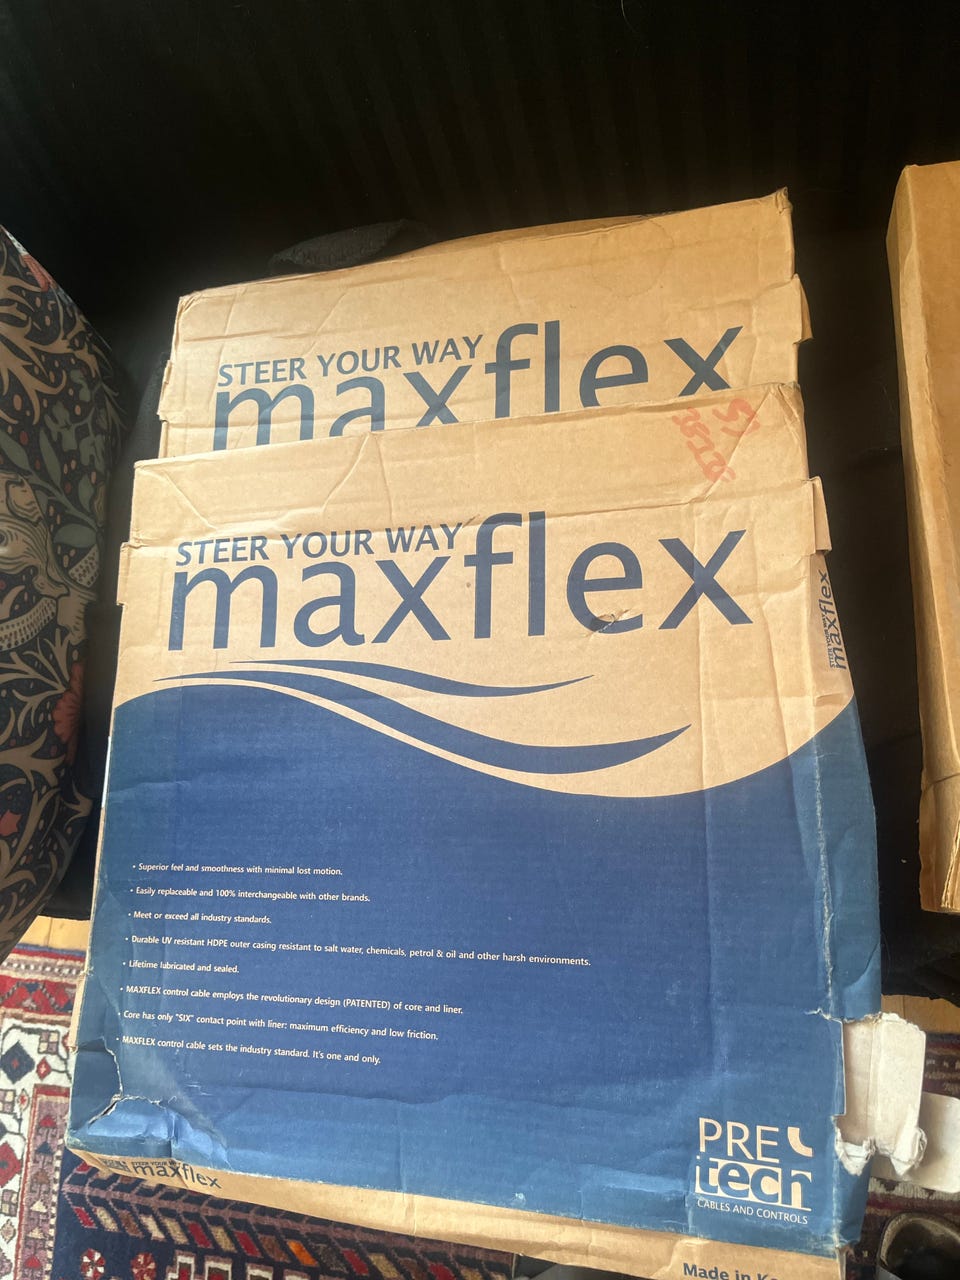 STEER YOUR WAY
maxflex
STEER YOUR WAY
maxflex
STEER YOUR WAY
maxflex
• Superior feel and smoothness with minimal lost motion.
• Easily replaceable and 100% interchangeable with other brands.
• Meet or exceed all industry standards.
• Durable UV resistant HDPE outer casing resistant to salt water, chemicals, petrol & oil and other harsh environments.
• Lifetime lubricated and sealed.
• MAXFLEX control cable employs the revolutionary design (PATENTED) of core and liner.
• Core has only "SIX" contact point with liner: maximum efficiency and low friction.
• MAXFLEX control cable sets the industry standard. It's one and only.
PRE
tech
CABLES AND CONTROLS
STEER YOUR WAY
maxflex
Made in